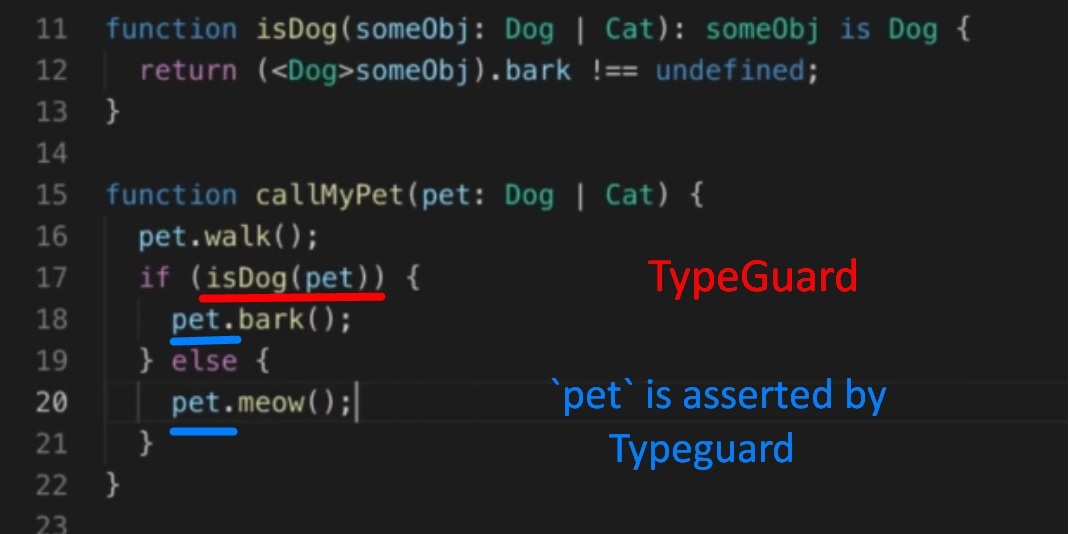 11 function isDog(someObj: Dog | Cat): someObj is Dog {
12 return (<Dog>someObj).bark !== undefined;
13 }
14
15 function callMyPet(pet: Dog | Cat) {
16 pet.walk();
17 if (isDog(pet)) {
TypeGuard
18 pet.bark();
19 } else {
20 pet.meow();
`pet` is asserted by
Typeguard
21 }
22 }
23